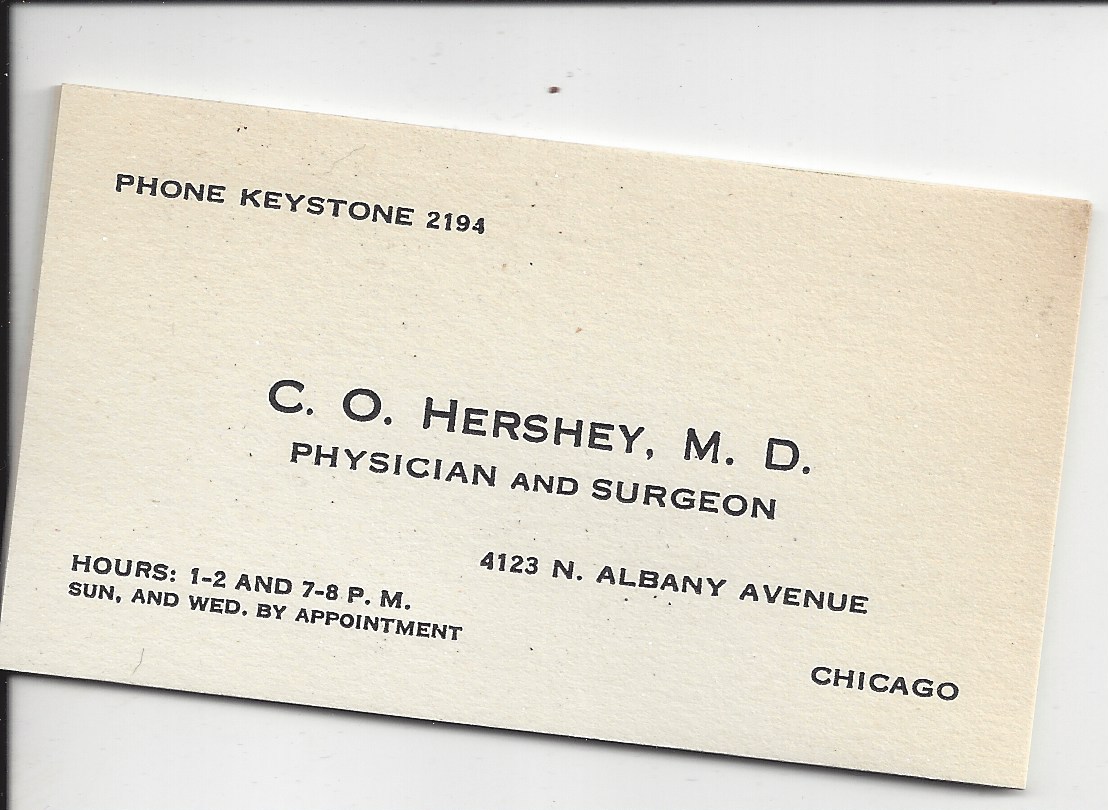 PHONE KEYSTONE 2194
C. O. HERSHEY, M. D.
PHYSICIAN AND SURGEON
4123 N. ALBANY AVENUE
HOURS: 1-2 AND 7-8 P. M.
SUN. AND WED. BY APPOINTMENT
CHICAGO